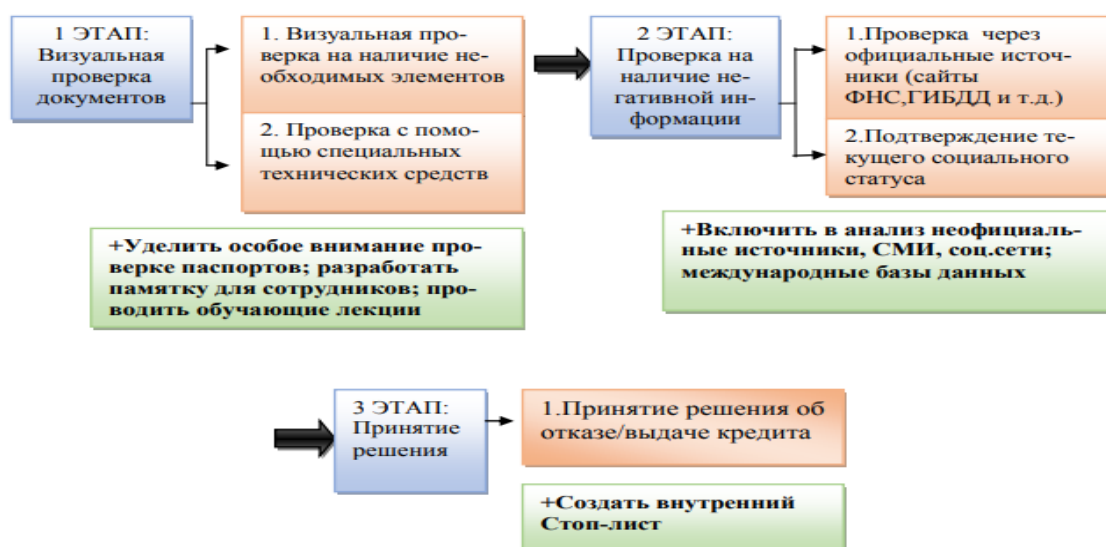 1 ЭТАП:
Визуальная
проверка
документов
1. Визуальная про-
верка на наличие не-
обходимых элементов
2. Проверка с помо-
щью специальных
технических средств
+Уделить особое внимание про-
верке паспортов; разработать
памятку для сотрудников; про-
водить обучающие лекции
2 ЭТАП:
Проверка на
наличие не-
гативной ин-
формации
1.Проверка через
официальные источ-
ники (сайты
ФНС,ГИБДД и т.д.)
2.Подтверждение те-
кущего социального
статуса
+Включить в анализ неофициаль-
ные источники, СМИ, соц.сети;
международные базы данных
3 ЭТАП:
Принятие
решения
1.Принятие решения об
отказе/выдаче кредита
+Создать внутренний
Стоп-лист